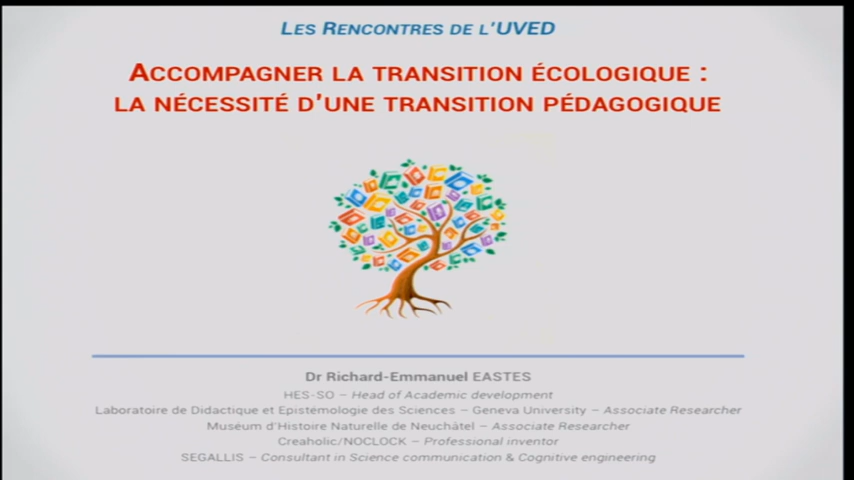 LES RENCONTRES DE L'UVED
ACCOMPAGNER LA TRANSITION ÉCOLOGIQUE :
LA NÉCESSITÉ D'UNE TRANSITION PÉDAGOGIQUE
Dr Richard-Emmanuel EASTES
HES-SO – Head of Academic development
Laboratoire de Didactique et Epistémologie des Sciences – Geneva University – Associate Researcher
Muséum d'Histoire Naturelle de Neuchâtel – Associate Researcher
Creaholic/NOCLOCK – Professional inventor
SEGALLIS – Consultant in Science communication & Cognitive engineering